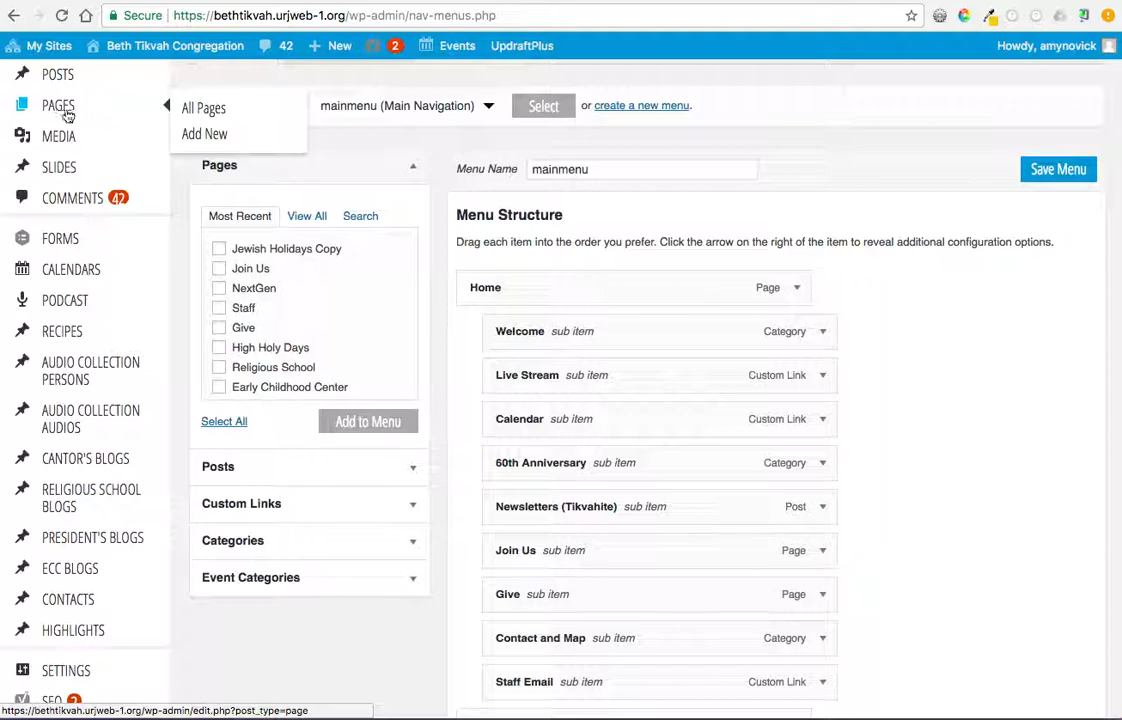 Secure https://bethtikvah.urjweb-1.org/wp-admin/nav-menus.php
My Sites Beth Tikvah Congregation 42 + New 2 Events UpdraftPlus Howdy, amynovick
POSTS
PAGES
MEDIA
SLIDES
COMMENTS 42
FORMS
CALENDARS
PODCAST
RECIPES
AUDIO COLLECTION
PERSONS
AUDIO COLLECTION
AUDIOS
CANTOR'S BLOGS
RELIGIOUS SCHOOL
BLOGS
PRESIDENT'S BLOGS
ECC BLOGS
CONTACTS
HIGHLIGHTS
SETTINGS
SEO 2
All Pages
Add New
mainmenu (Main Navigation) Select or create a new menu.
Pages
Most Recent View All Search
Jewish Holidays Copy
Join Us
NextGen
Staff
Give
High Holy Days
Religious School
Early Childhood Center
Select All Add to Menu
Posts
Custom Links
Categories
Event Categories
Menu Name mainmenu Save Menu
Menu Structure
Drag each item into the order you prefer. Click the arrow on the right of the item to reveal additional configuration options.
Home Page
Welcome sub item Category
Live Stream sub item Custom Link
Calendar sub item Custom Link
60th Anniversary sub item Category
Newsletters (Tikvahite) sub item Post
Join Us sub item Page
Give sub item Page
Contact and Map sub item Category
Staff Email sub item Custom Link
https://bethtikvah.urjweb-1.org/wp-admin/edit.php?post_type=page